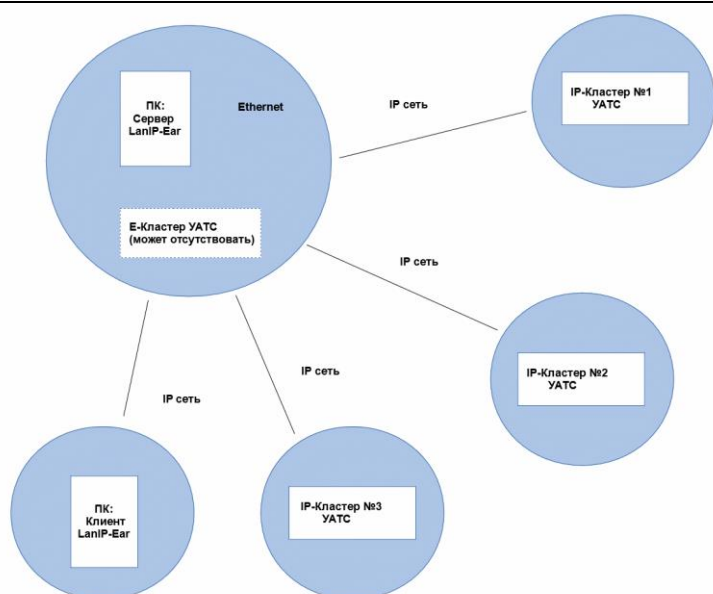 ПК:
Сервер
LanIP-Ear
Ethernet
Е-Кластер УАТС
(может отсутствовать)
IP сеть
IP-Кластер №1
УАТС
IP сеть
IP-Кластер №2
УАТС
IP сеть
IP сеть
ПК:
Клиент
LanIP-Ear
IP-Кластер №3
УАТС